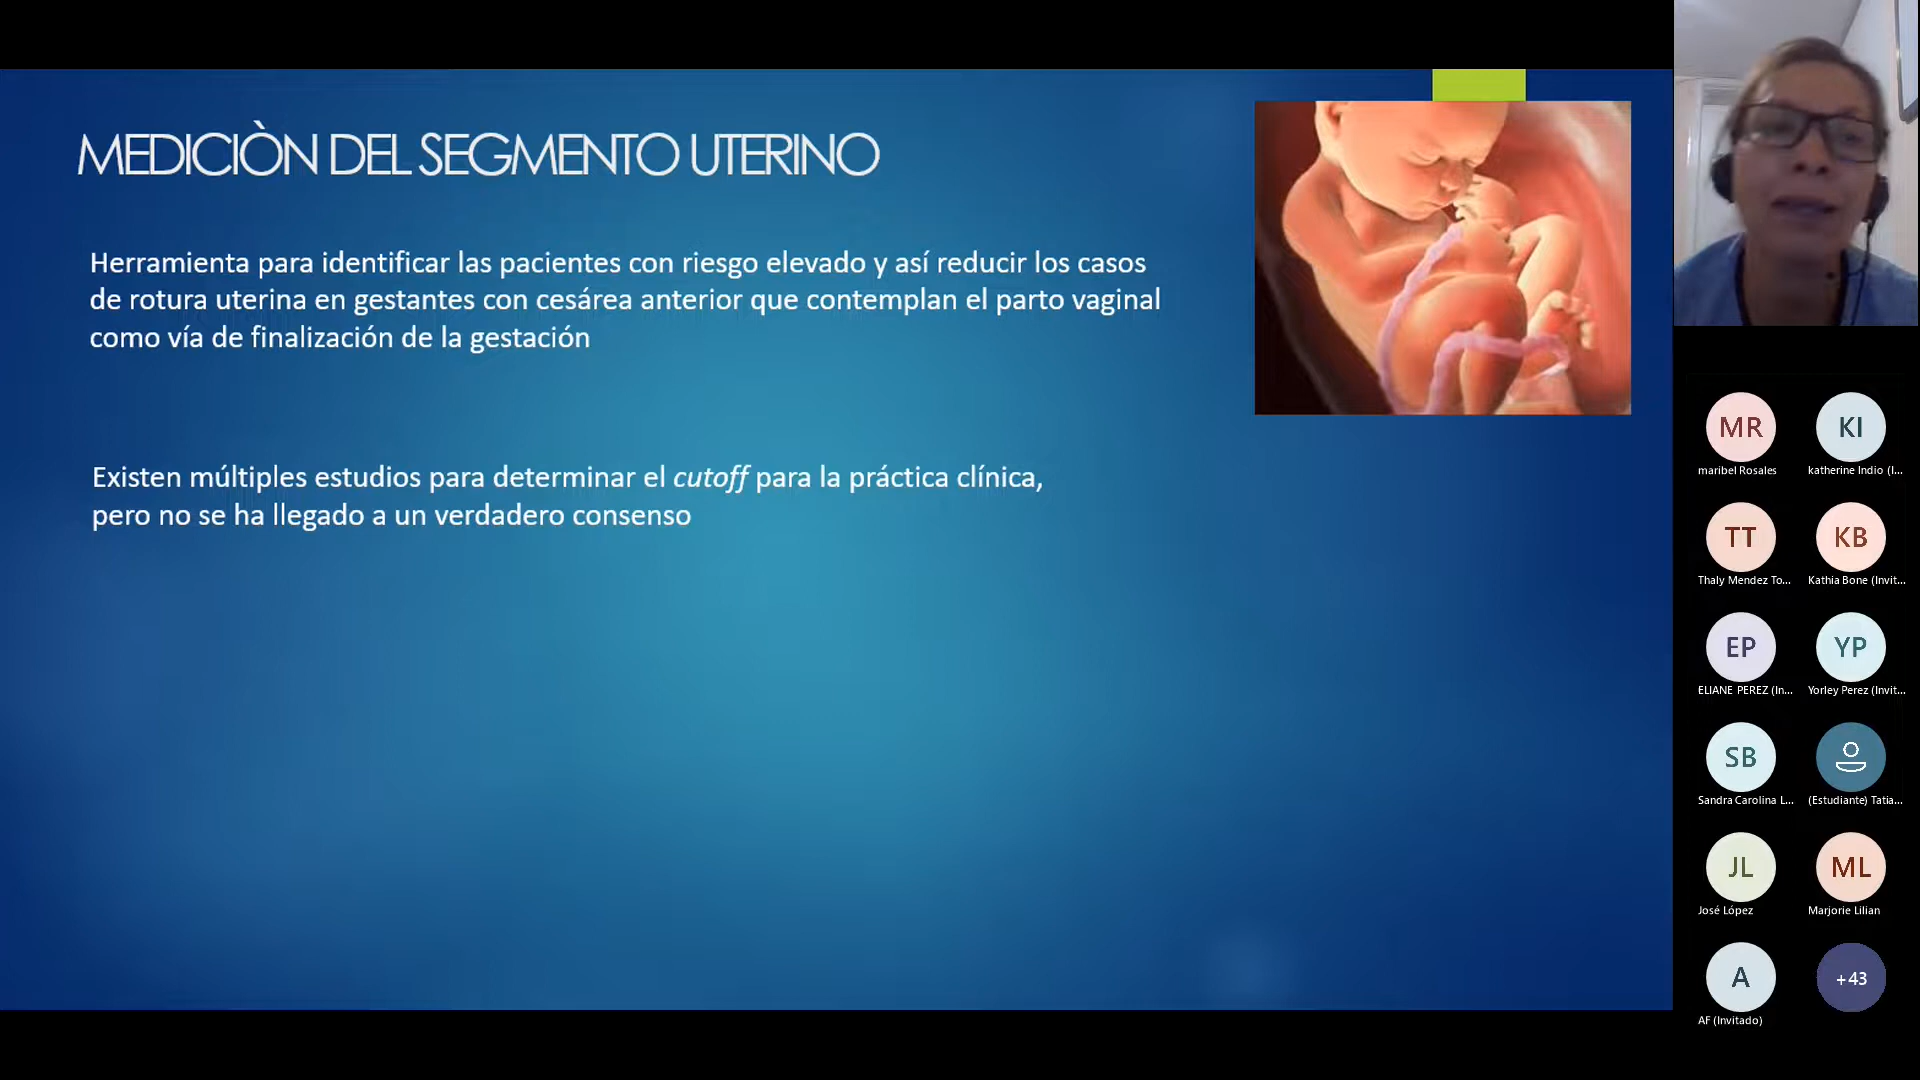 MEDICIÒN DEL SEGMENTO UTERINO
Herramienta para identificar las pacientes con riesgo elevado y así reducir los casos
de rotura uterina en gestantes con cesárea anterior que contemplan el parto vaginal
como vía de finalización de la gestación
Existen múltiples estudios para determinar el cutoff para la práctica clínica,
pero no se ha llegado a un verdadero consenso
MR KI
maribel Rosales katherine Indio (I...
TT KB
Thaly Mendez To... Kathia Bone (Invit...
EP YP
ELIANE PEREZ (In... Yorley Perez (Invit...
SB
Sandra Carolina L... (Estudiante) Tatia...
JL ML
José López Marjorie Lilian
A +43
AF (Invitado)